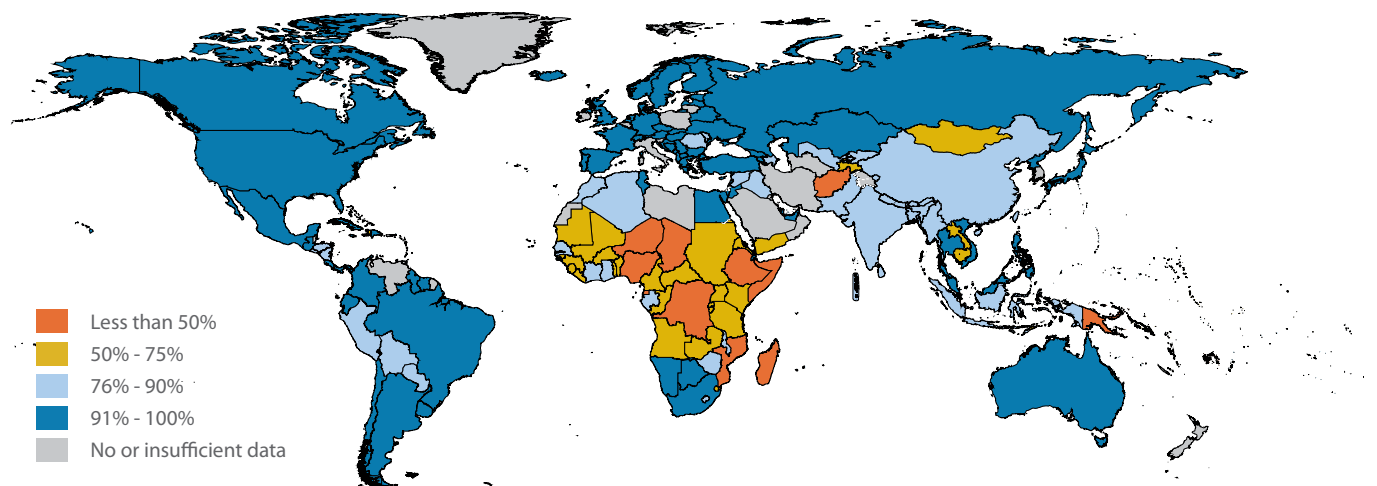 Less than 50%
50% - 75%
76% - 90%
91% - 100%
No or insufficient data